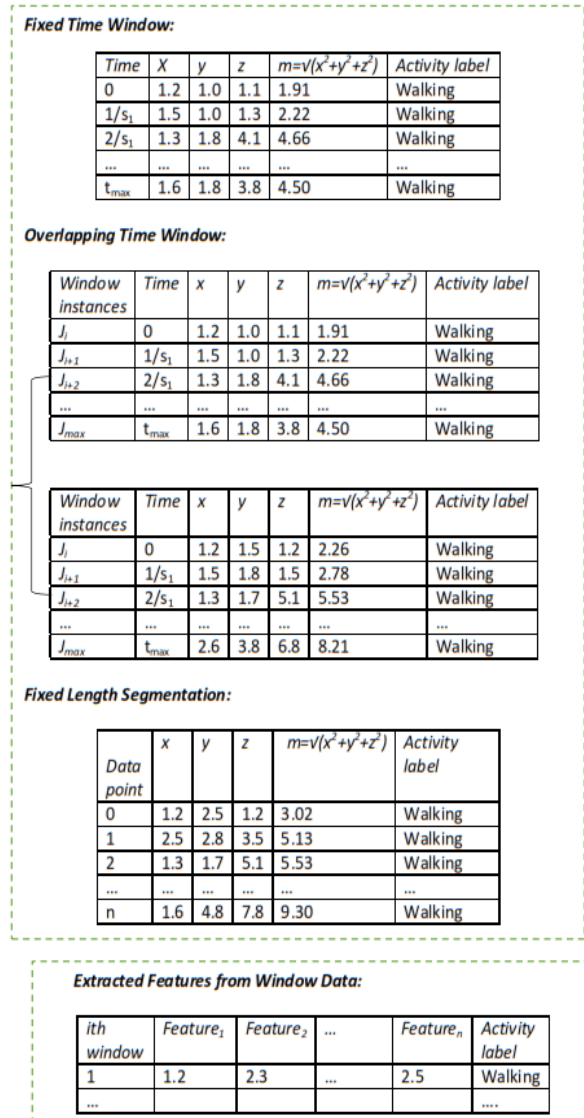 Fixed Time Window:
Time X y z m=√(x²+y²+z²) Activity label
0 1.2 1.0 1.1 1.91 Walking
1/s₁ 1.5 1.0 1.3 2.22 Walking
2/s₁ 1.3 1.8 4.1 4.66 Walking
... ... ... ... ... ...
tₘₐₓ 1.6 1.8 3.8 4.50 Walking
Overlapping Time Window:
Window instances Time x y z m=√(x²+y²+z²) Activity label
Jᵢ 0 1.2 1.0 1.1 1.91 Walking
Jᵢ₊₁ 1/s₁ 1.5 1.0 1.3 2.22 Walking
Jᵢ₊₂ 2/s₁ 1.3 1.8 4.1 4.66 Walking
... ... ... ... ... ... ...
Jₘₐₓ tₘₐₓ 1.6 1.8 3.8 4.50 Walking
Window instances Time x y z m=√(x²+y²+z²) Activity label
Jᵢ 0 1.2 1.5 1.2 2.26 Walking
Jᵢ₊₁ 1/s₁ 1.5 1.8 1.5 2.78 Walking
Jᵢ₊₂ 2/s₁ 1.3 1.7 5.1 5.53 Walking
... ... ... ... ... ... ...
Jₘₐₓ tₘₐₓ 2.6 3.8 6.8 8.21 Walking
Fixed Length Segmentation:
Data point x y z m=√(x²+y²+z²) Activity label
0 1.2 2.5 1.2 3.02 Walking
1 2.5 2.8 3.5 5.13 Walking
2 1.3 1.7 5.1 5.53 Walking
... ... ... ... ... ...
n 1.6 4.8 7.8 9.30 Walking
Extracted Features from Window Data:
ith window Feature₁ Feature₂ ... Featureₙ Activity label
1 1.2 2.3 ... 2.5 Walking
... ....